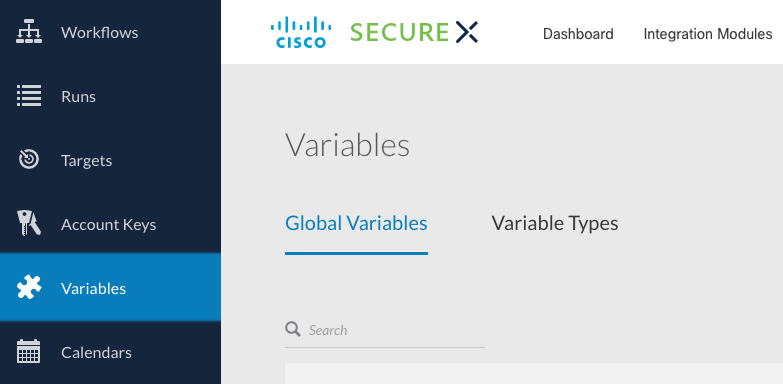 Workflows
Runs
Targets
Account Keys
Variables
Calendars
CISCO SECURE X Dashboard Integration Modules
Variables
Global Variables Variable Types
Search